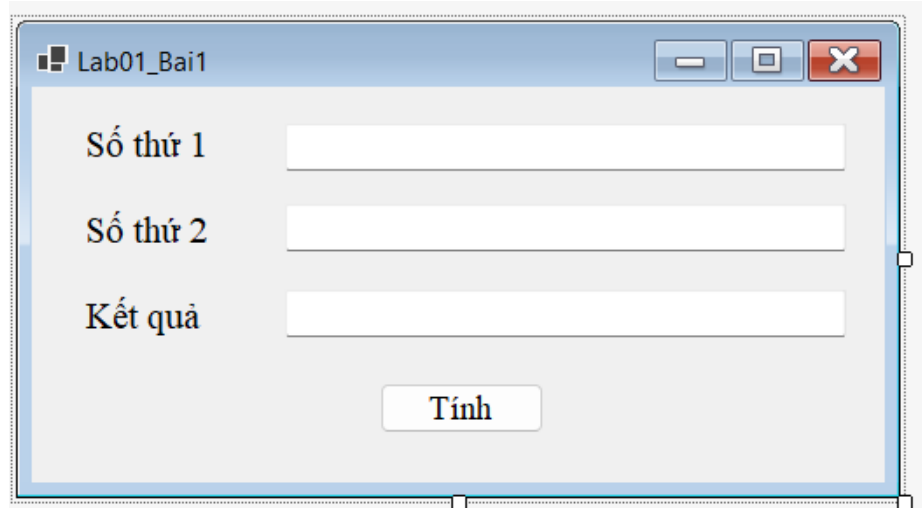 Lab01_Bai1
Số thứ 1
Số thứ 2
Kết quả
Tính